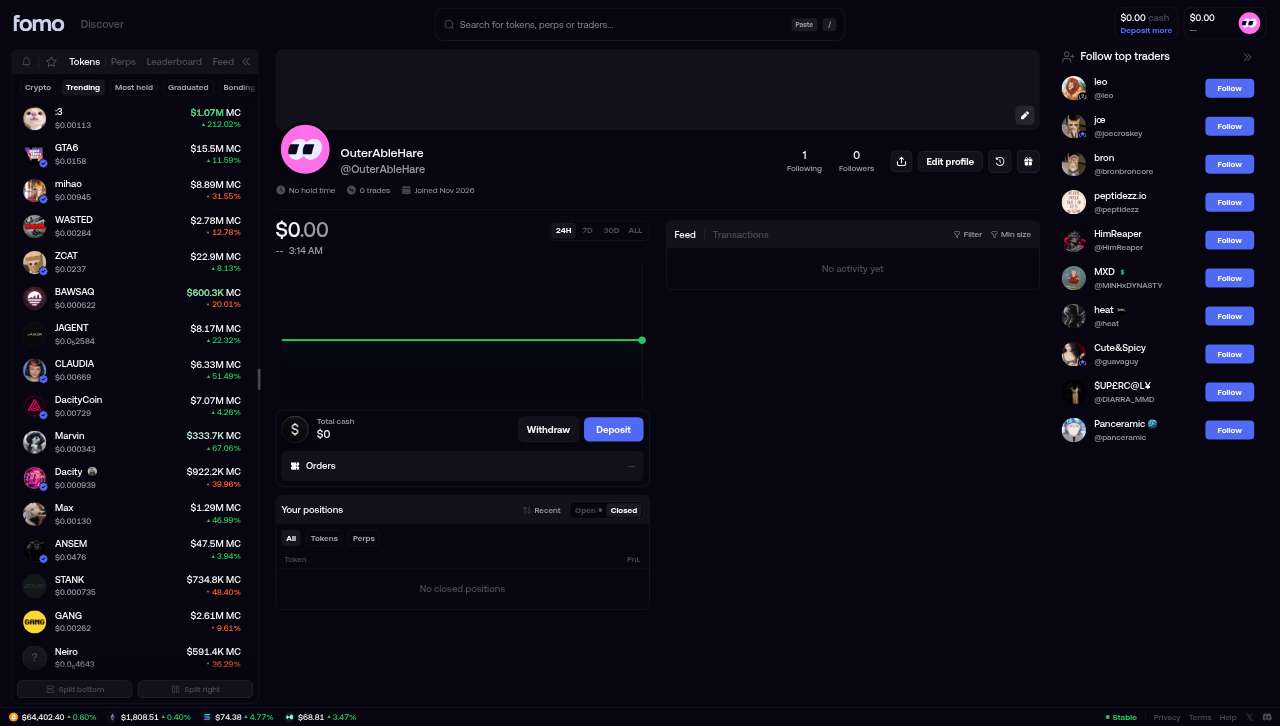 fomo
Discover
Search for tokens, perps or traders...
Paste
/
$0.00 cash
Deposit more
$0.00
—
Tokens
Perps
Leaderboard
Feed
Crypto
Trending
Most held
Graduated
Bonding
:3
$0.00113
$1.07M MC
212.02%
GTA6
$0.0158
$15.5M MC
11.59%
mihao
$0.00945
$8.89M MC
31.55%
WASTED
$0.00284
$2.78M MC
12.78%
ZCAT
$0.0237
$22.9M MC
8.13%
BAWSAQ
$0.000622
$600.3K MC
20.01%
JAGENT
$0.0₅2584
$8.17M MC
22.32%
CLAUDIA
$0.00669
$6.33M MC
51.49%
DacityCoin
$0.00729
$7.07M MC
4.26%
Marvin
$0.000343
$333.7K MC
67.06%
Dacity
$0.000939
$922.2K MC
39.96%
Max
$0.00130
$1.29M MC
46.99%
ANSEM
$0.0476
$47.5M MC
3.94%
STANK
$0.000735
$734.8K MC
48.40%
GANG
$0.00262
$2.61M MC
9.61%
?
Neiro
$591.4K MC
36.29%
Split bottom
Split right
OuterAbleHare
@OuterAbleHare
1
Following
0
Followers
Edit profile
No hold time
0 trades
Joined Nov 2026
$0.00
-- 3:14 AM
24H
7D
30D
ALL
Total cash
$0
Withdraw
Deposit
Orders
—
Your positions
Recent
Open
Closed
All
Tokens
Perps
Token
PnL
No closed positions
Feed
Transactions
Filter
Min size
No activity yet
Follow top traders
leo
@leo
Follow
jœ
@joecroskey
Follow
bron
@bronbroncore
Follow
peptidezz.io
@peptidezz
Follow
HimReaper
@HimReaper
Follow
MXD
@MINHxDYNASTY
Follow
heat
@heat
Follow
Cute&Spicy
@guavaguy
Follow
$UP£RC@L¥
@DIARRA_MMD
Follow
Panceramic
@panceramic
Follow
$64,402.40
0.60%
$1,808.51
0.40%
$74.38
4.77%
$68.81
3.47%
Stable
Privacy
Terms
Help